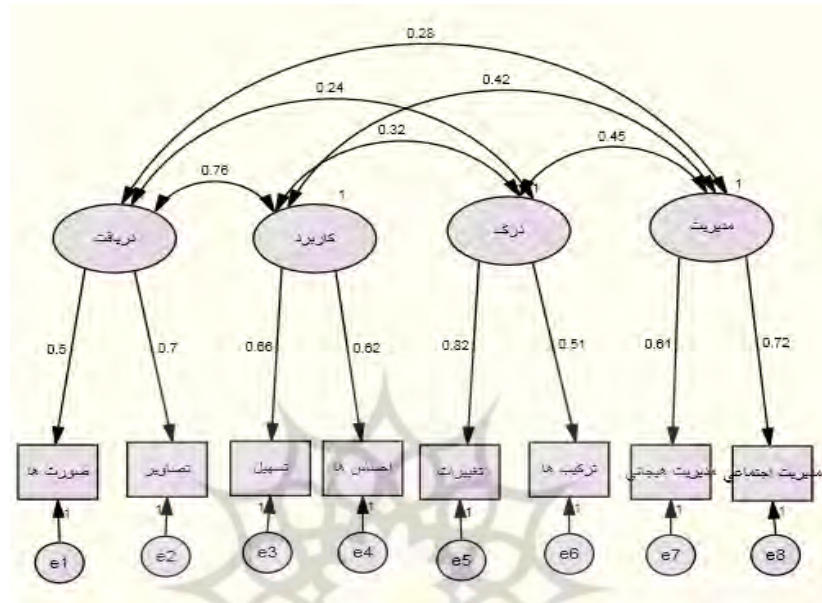 0.28
0.24
0.42
0.32
0.45
0.76
1
1
1
دریافت
کاربرد
درک
مدیریت
0.5
0.7
0.66
0.62
0.82
0.51
0.61
0.72
صورت ها
تصاویر
تسهیل
احساس ها
تغییرات
ترکیب ها
مدیریت هیجانی
مدیریت اجتماعی
1
1
1
1
1
1
1
1
e1
e2
e3
e4
e5
e6
e7
e8